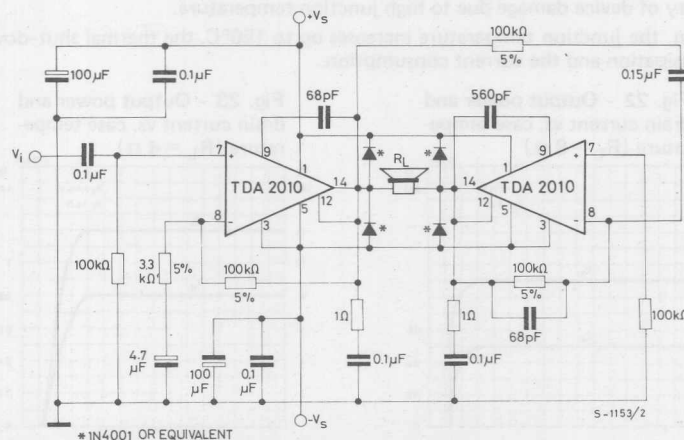 +Vs
100kΩ
5%
100µF
0.1µF
0.15µF
68pF
560pF
Vi
0.1µF
7
+
9
1
TDA 2010
14
12
5
3
8
-
RL
*
*
*
*
14
12
TDA 2010
1
9
+
7
5
3
-
8
100kΩ
3.3
kΩ
5%
100kΩ
5%
1Ω
1Ω
100kΩ
5%
68pF
100kΩ
4.7
µF
100
µF
0.1
µF
0.1µF
0.1µF
-Vs
S-1153/2
* 1N4001 OR EQUIVALENT